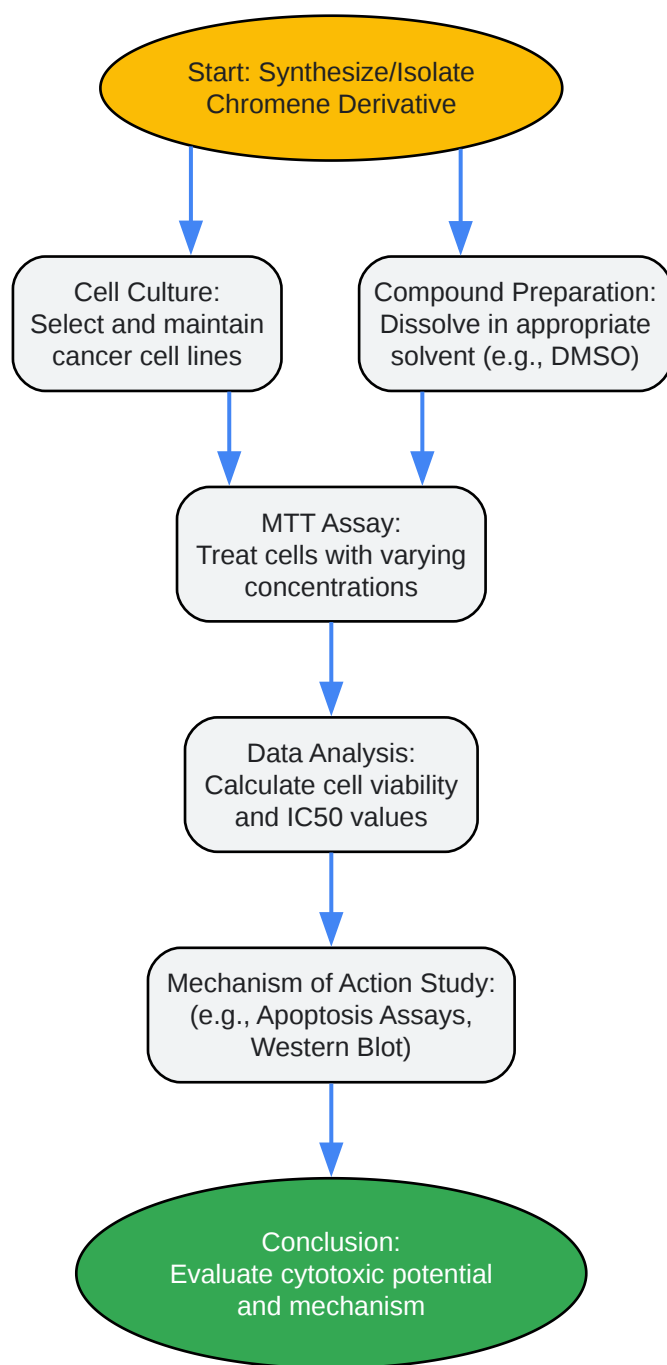 Start: Synthesize/Isolate
Chromene Derivative
Cell Culture:
Select and maintain
cancer cell lines
Compound Preparation:
Dissolve in appropriate
solvent (e.g., DMSO)
MTT Assay:
Treat cells with varying
concentrations
Data Analysis:
Calculate cell viability
and IC50 values
Mechanism of Action Study:
(e.g., Apoptosis Assays,
Western Blot)
Conclusion:
Evaluate cytotoxic potential
and mechanism